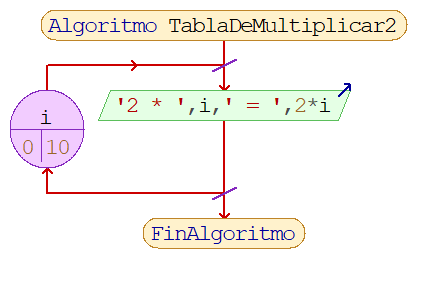 Algoritmo TablaDeMultiplicar2
'2 * ',i,' = ',2*i
i
0 10
FinAlgoritmo